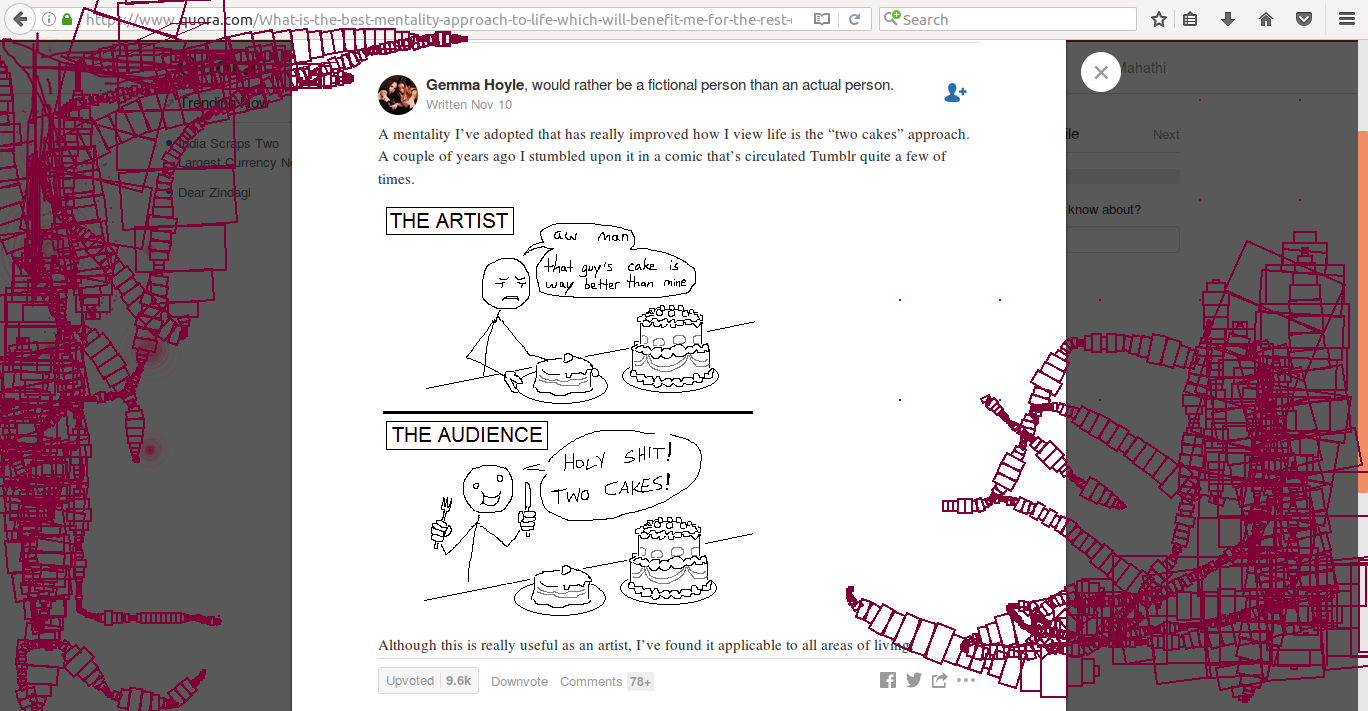 https://www.quora.com/What-is-the-best-mentality-approach-to-life-which-will-benefit-me-for-the-rest-
Search
Mahathi
Trending Now
India Scraps Two
Largest Currency
Dear Zindagi
Gemma Hoyle, would rather be a fictional person than an actual person.
Written Nov 10
A mentality I've adopted that has really improved how I view life is the “two cakes” approach.
A couple of years ago I stumbled upon it in a comic that's circulated Tumblr quite a few of
times.
THE ARTIST
aw man
that guy's cake is
way better than mine
THE AUDIENCE
HOLY SHIT!
TWO CAKES!
Although this is really useful as an artist, I've found it applicable to all areas of living
Upvoted 9.6k Downvote Comments 78+
Next
know about?